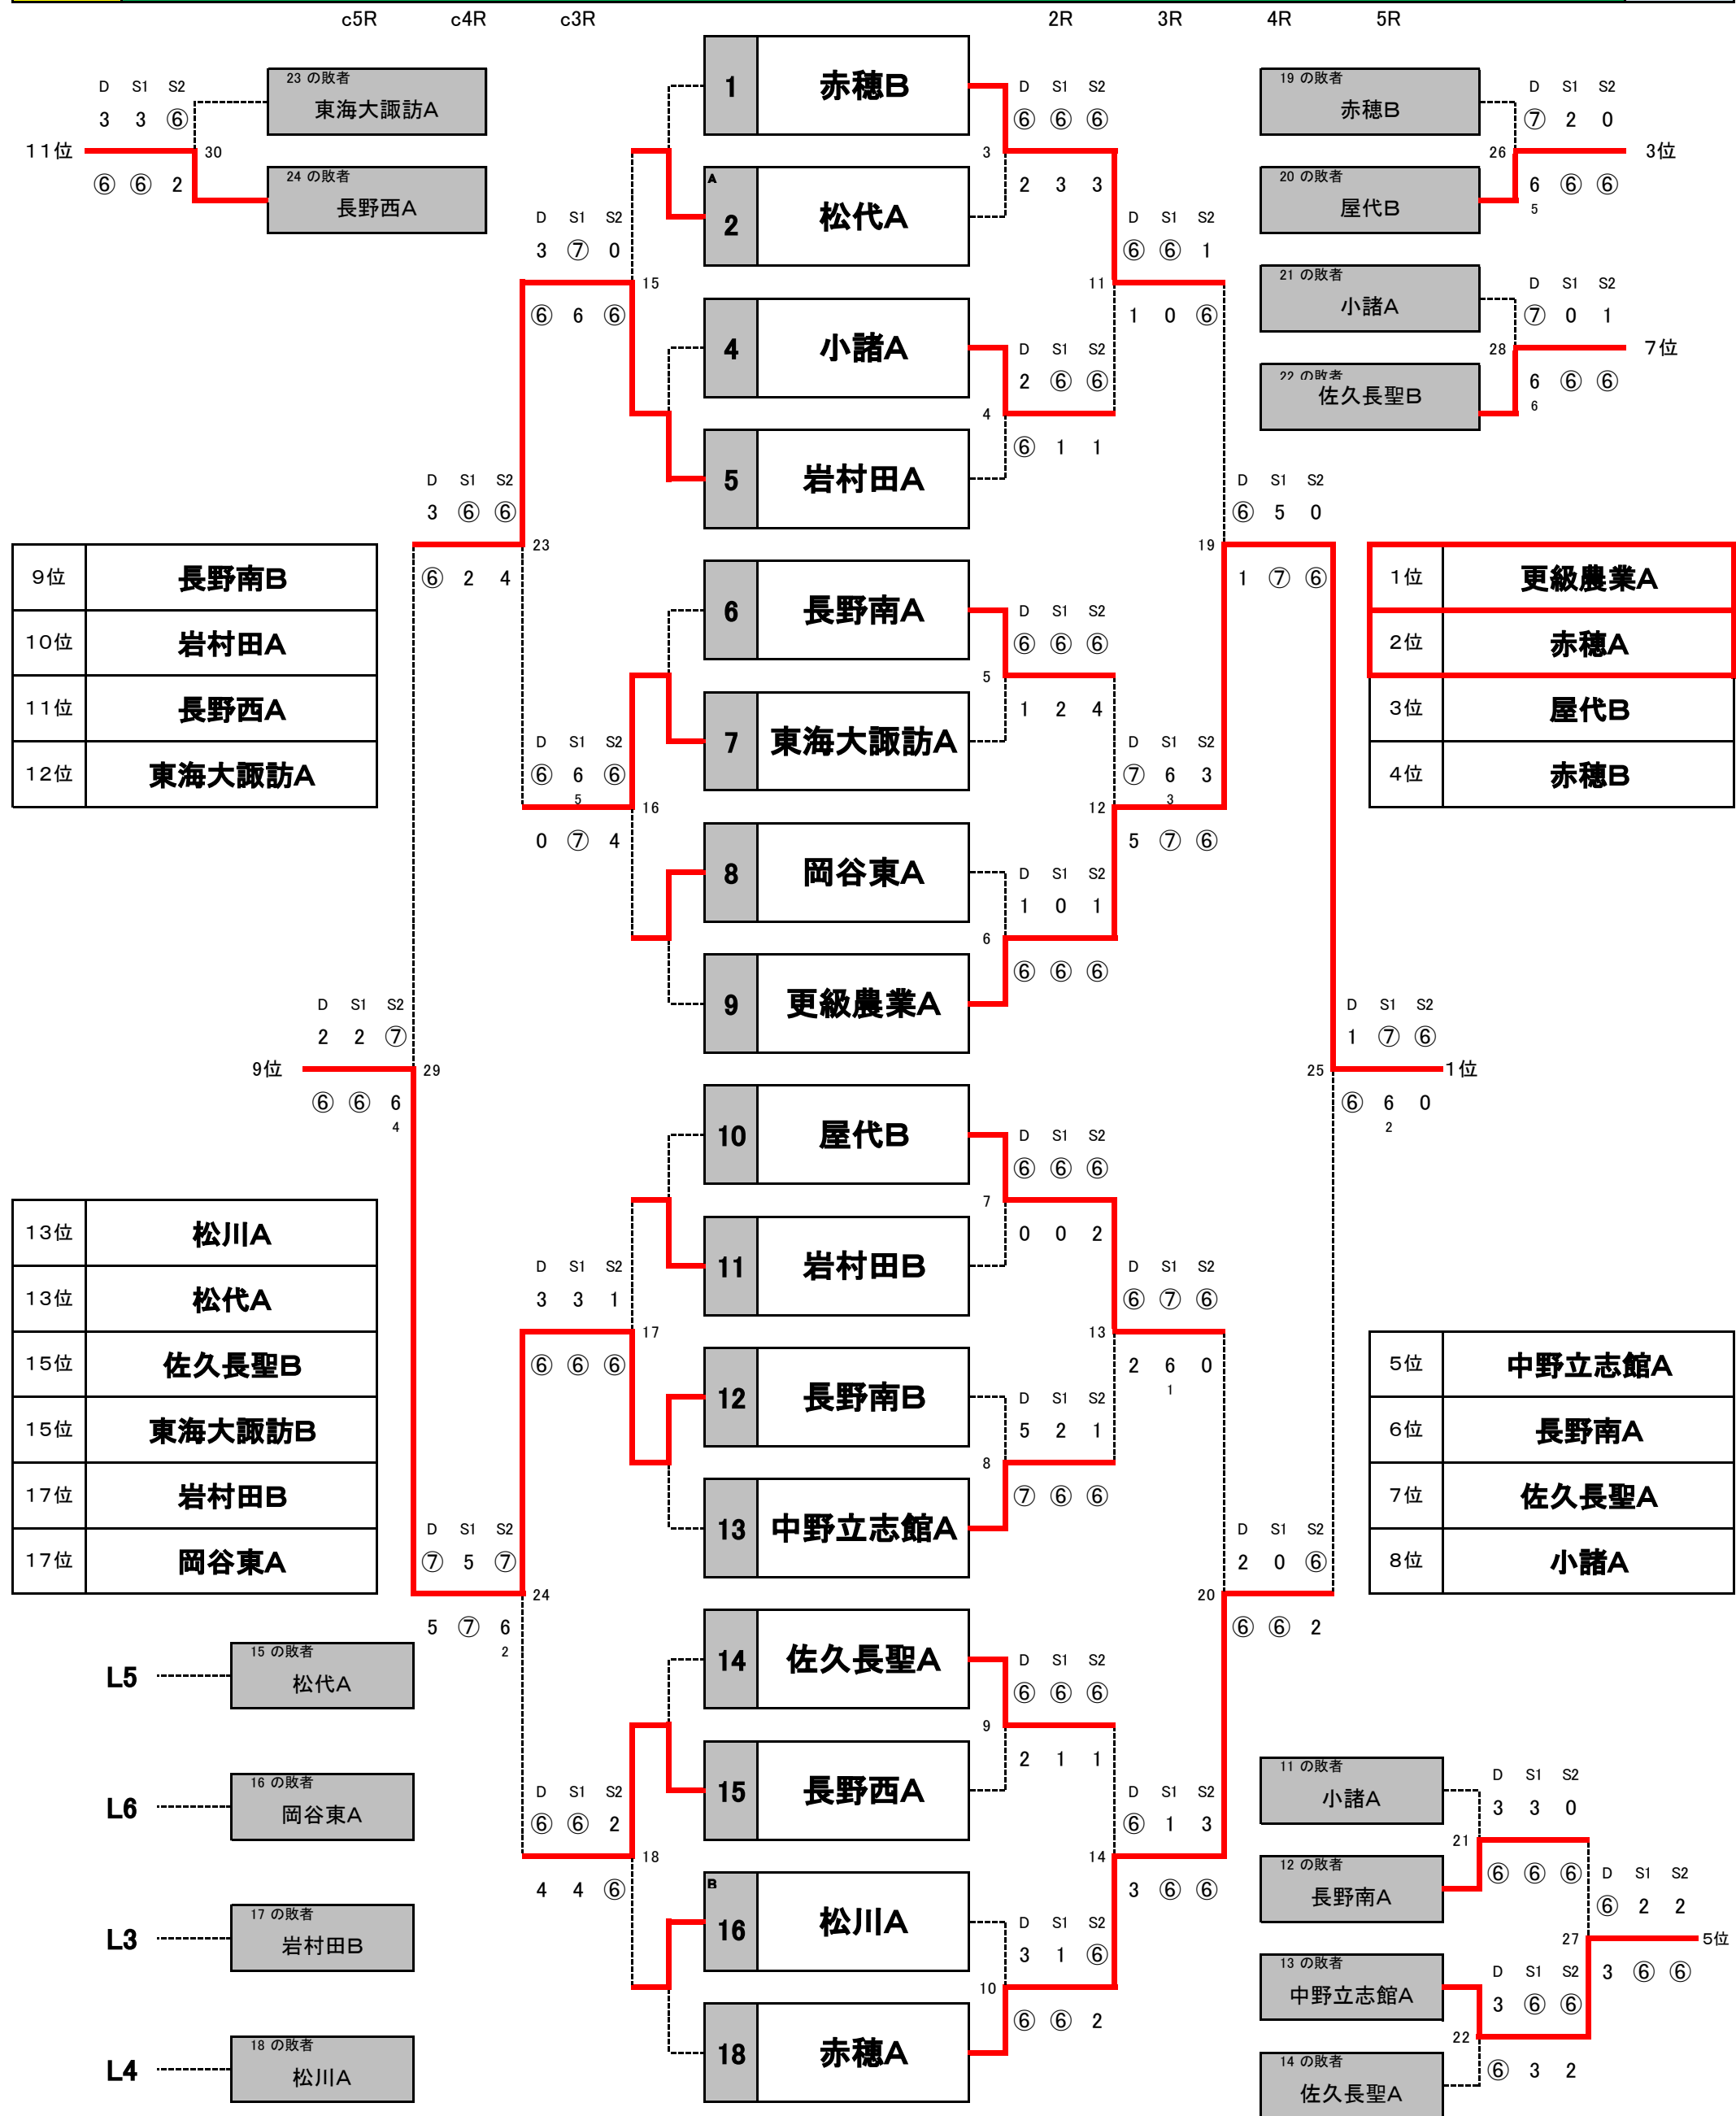 c5R c4R c3R 2R 3R 4R 5R
D S1 S2
3 3 ⑥
11位
30
⑥ ⑥ 2
23 の敗者
東海大諏訪A
24 の敗者
長野西A
1 赤穂B
A
2 松代A
4 小諸A
5 岩村田A
6 長野南A
7 東海大諏訪A
8 岡谷東A
9 更級農業A
10 屋代B
11 岩村田B
12 長野南B
13 中野立志館A
14 佐久長聖A
15 長野西A
B
16 松川A
18 赤穂A
D S1 S2
3 ⑦ 0
15
⑥ 6 ⑥
D S1 S2
3 ⑥ ⑥
23
⑥ 2 4
D S1 S2
⑥ 6 ⑥
5
16
0 ⑦ 4
D S1 S2
2 2 ⑦
9位
29
⑥ ⑥ 6
4
D S1 S2
3 3 1
17
⑥ ⑥ ⑥
D S1 S2
⑦ 5 ⑦
24
5 ⑦ 6
2
D S1 S2
⑥ ⑥ 2
18
4 4 ⑥
9位 長野南B
10位 岩村田A
11位 長野西A
12位 東海大諏訪A
13位 松川A
13位 松代A
15位 佐久長聖B
15位 東海大諏訪B
17位 岩村田B
17位 岡谷東A
L5
15 の敗者
松代A
L6
16 の敗者
岡谷東A
L3
17 の敗者
岩村田B
L4
18 の敗者
松川A
D S1 S2
⑥ ⑥ ⑥
3
2 3 3
D S1 S2
⑥ ⑥ 1
11
1 0 ⑥
D S1 S2
2 ⑥ ⑥
4
⑥ 1 1
D S1 S2
⑥ 5 0
19
1 ⑦ ⑥
D S1 S2
⑥ ⑥ ⑥
5
1 2 4
D S1 S2
⑦ 6 3
3
12
5 ⑦ ⑥
D S1 S2
1 0 1
6
⑥ ⑥ ⑥
D S1 S2
1 ⑦ ⑥
25
1位
⑥ 6 0
2
D S1 S2
⑥ ⑥ ⑥
7
0 0 2
D S1 S2
⑥ ⑦ ⑥
13
2 6 0
1
D S1 S2
5 2 1
8
⑦ ⑥ ⑥
D S1 S2
2 0 ⑥
20
⑥ ⑥ 2
D S1 S2
⑥ ⑥ ⑥
9
2 1 1
D S1 S2
⑥ 1 3
14
3 ⑥ ⑥
D S1 S2
3 1 ⑥
10
⑥ ⑥ 2
19 の敗者
赤穂B
20 の敗者
屋代B
D S1 S2
⑦ 2 0
26
3位
6 ⑥ ⑥
5
21 の敗者
小諸A
22 の敗者
佐久長聖B
D S1 S2
⑦ 0 1
28
7位
6 ⑥ ⑥
6
1位 更級農業A
2位 赤穂A
3位 屋代B
4位 赤穂B
5位 中野立志館A
6位 長野南A
7位 佐久長聖A
8位 小諸A
11 の敗者
小諸A
12 の敗者
長野南A
D S1 S2
3 3 0
21
⑥ ⑥ ⑥
D S1 S2
⑥ 2 2
27
5位
3 ⑥ ⑥
13 の敗者
中野立志館A
14 の敗者
佐久長聖A
D S1 S2
3 ⑥ ⑥
22
⑥ 3 2